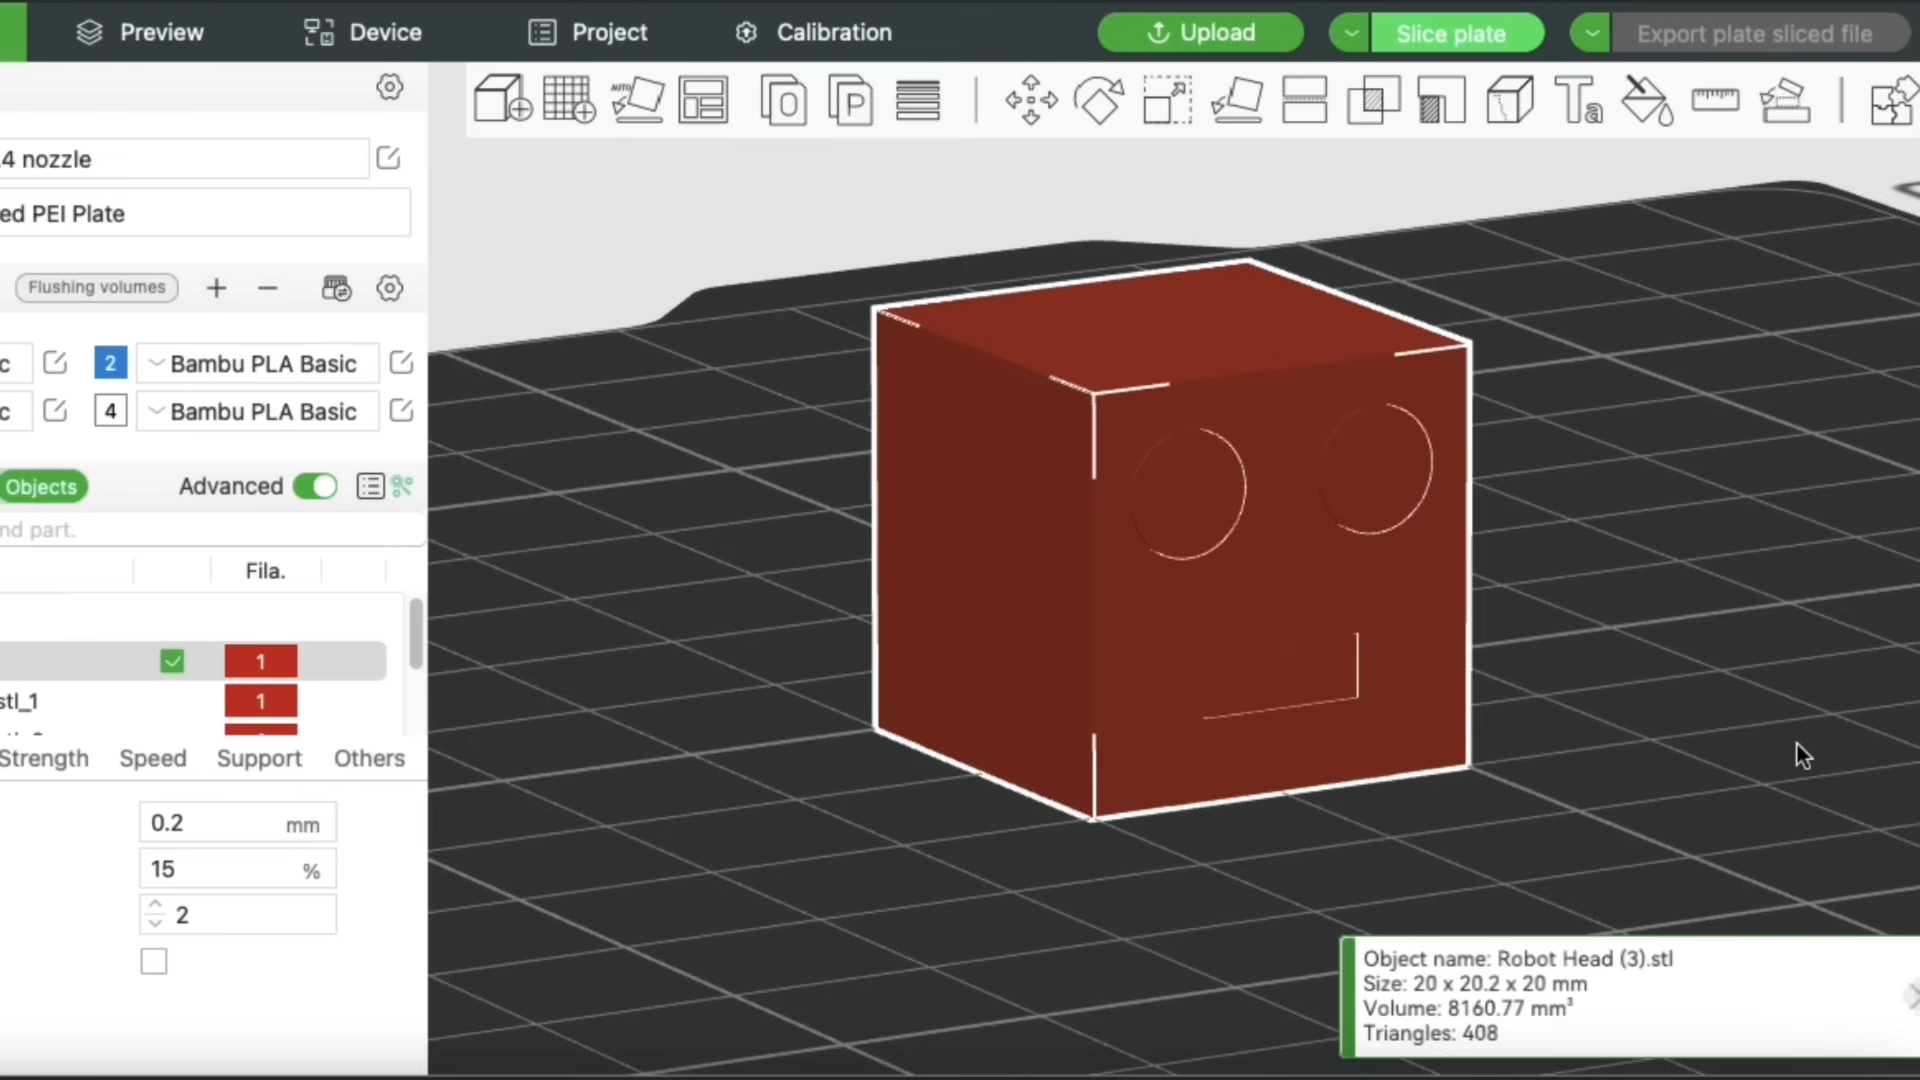 Preview
Device
Project
Calibration
Upload
Slice plate
Export plate sliced file
AUTO
O
P
Ta
.4 nozzle
ed PEI Plate
Flushing volumes
c
2
Bambu PLA Basic
c
4
Bambu PLA Basic
Objects
Advanced
nd part.
Fila.
1
stl_1
1
Strength
Speed
Support
Others
0.2 mm
15 %
2
Object name: Robot Head (3).stl
Size: 20 x 20.2 x 20 mm
Volume: 8160.77 mm³
Triangles: 408